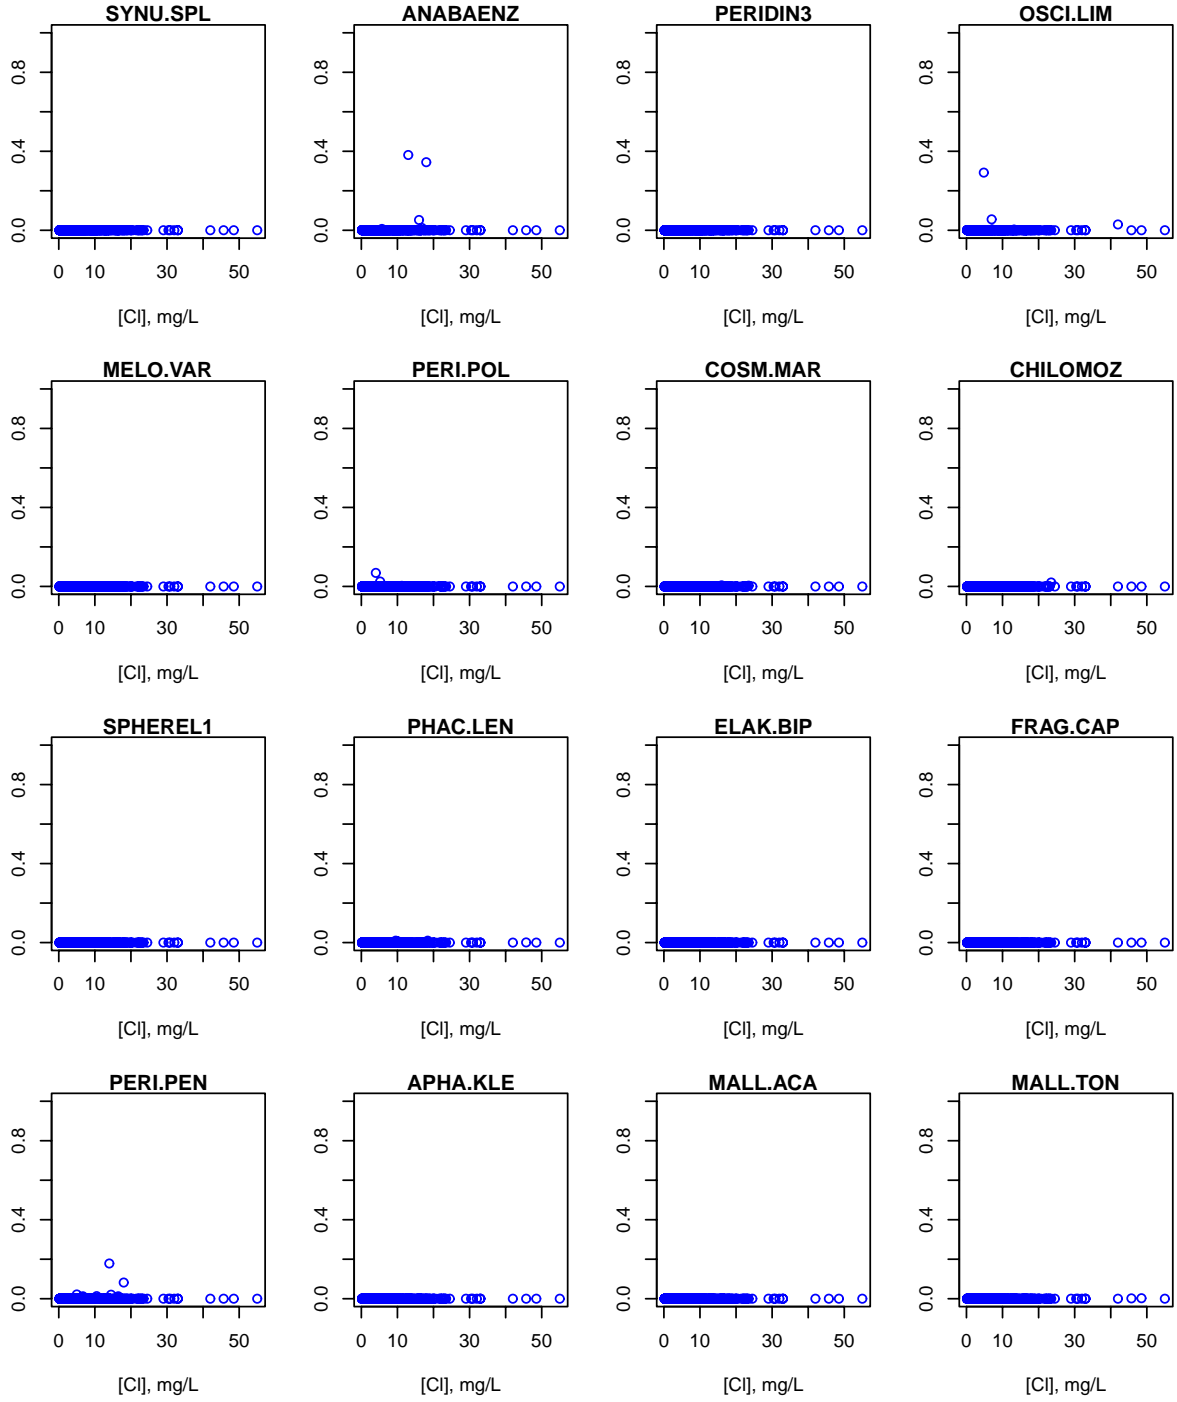 SYNU.SPL ANABAENZ PERIDIN3 OSCI.LIM
0.8 0.8 0.8 0.8
0.4 0.4 0.4 0.4
0.0 0.0 0.0 0.0
0 10 30 50 0 10 30 50 0 10 30 50 0 10 30 50
[Cl], mg/L [Cl], mg/L [Cl], mg/L [Cl], mg/L
MELO.VAR PERI.POL COSM.MAR CHILOMOZ
0.8 0.8 0.8 0.8
0.4 0.4 0.4 0.4
0.0 0.0 0.0 0.0
0 10 30 50 0 10 30 50 0 10 30 50 0 10 30 50
[Cl], mg/L [Cl], mg/L [Cl], mg/L [Cl], mg/L
SPHEREL1 PHAC.LEN ELAK.BIP FRAG.CAP
0.8 0.8 0.8 0.8
0.4 0.4 0.4 0.4
0.0 0.0 0.0 0.0
0 10 30 50 0 10 30 50 0 10 30 50 0 10 30 50
[Cl], mg/L [Cl], mg/L [Cl], mg/L [Cl], mg/L
PERI.PEN APHA.KLE MALL.ACA MALL.TON
0.8 0.8 0.8 0.8
0.4 0.4 0.4 0.4
0.0 0.0 0.0 0.0
0 10 30 50 0 10 30 50 0 10 30 50 0 10 30 50
[Cl], mg/L [Cl], mg/L [Cl], mg/L [Cl], mg/L